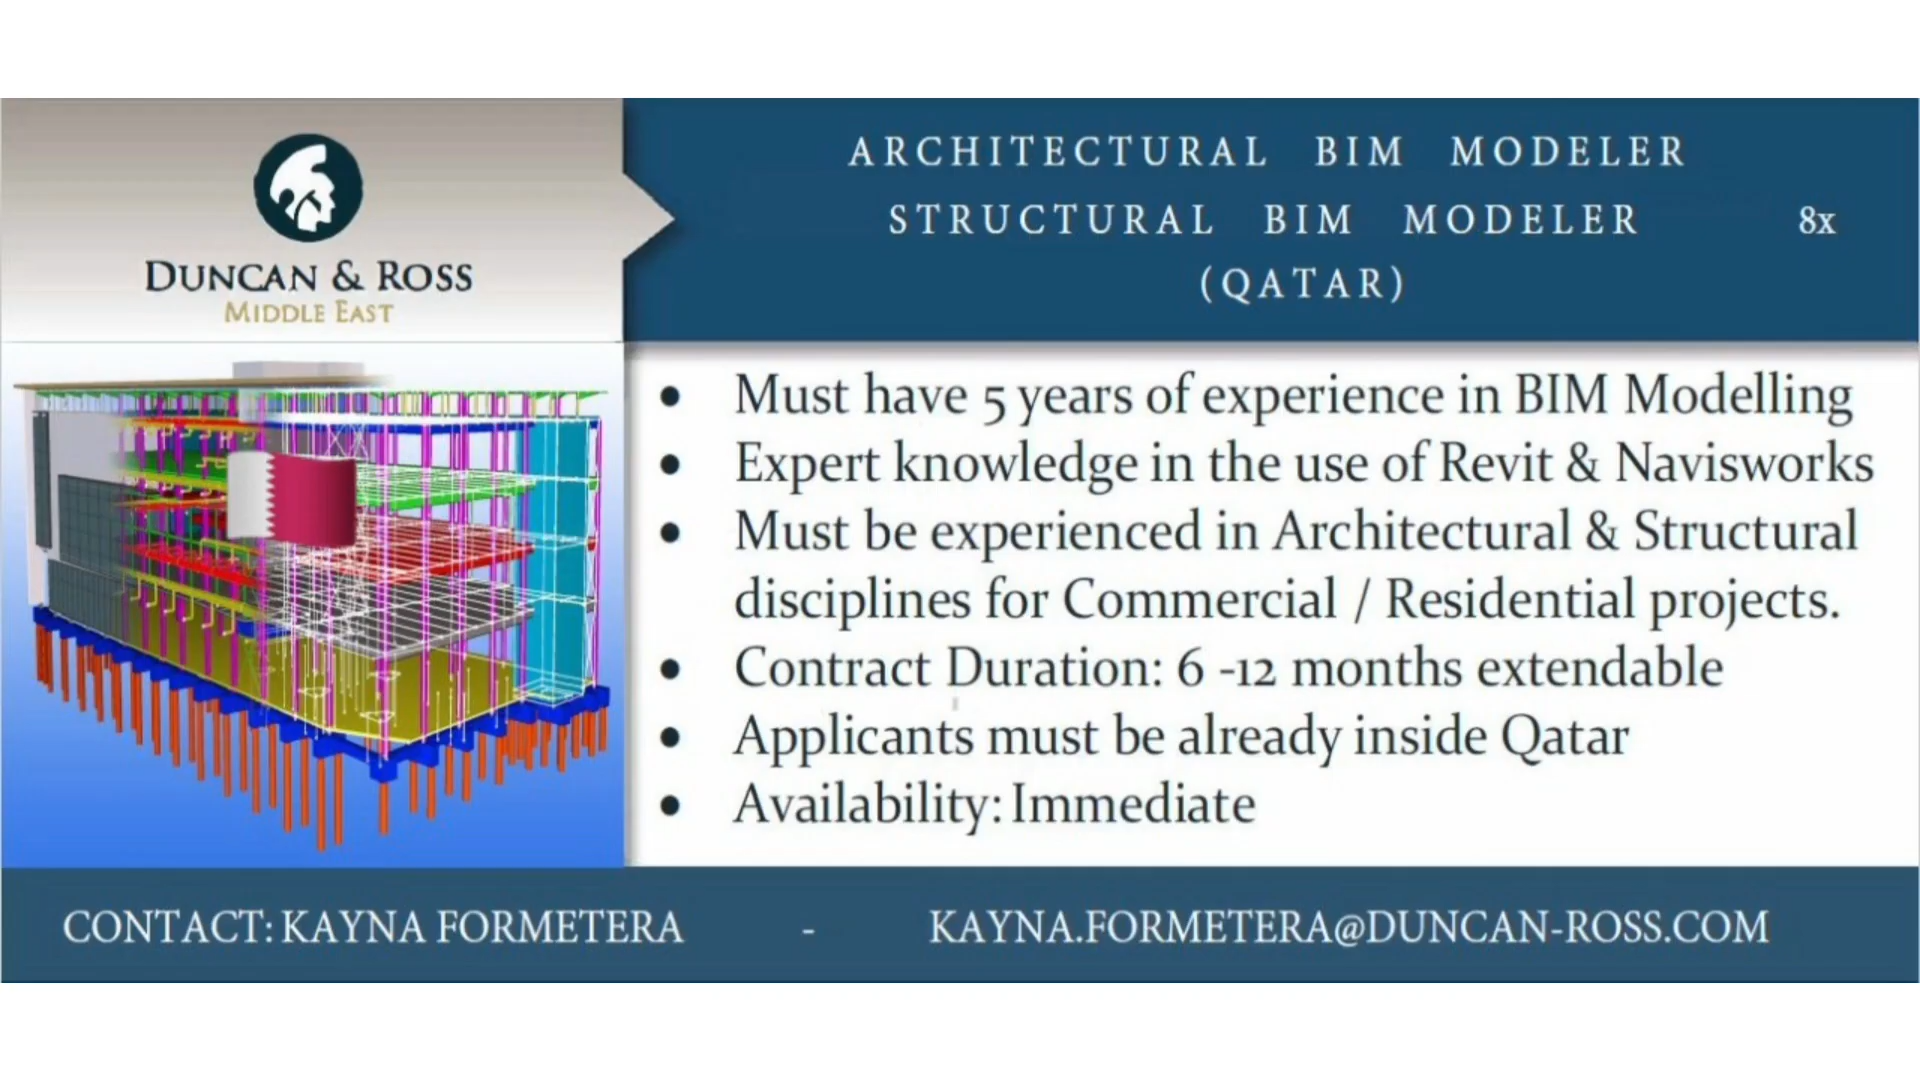 DUNCAN & ROSS
MIDDLE EAST
ARCHITECTURAL BIM MODELER
STRUCTURAL BIM MODELER 8x
(QATAR)
• Must have 5 years of experience in BIM Modelling
• Expert knowledge in the use of Revit & Navisworks
• Must be experienced in Architectural & Structural
disciplines for Commercial / Residential projects.
• Contract Duration: 6 -12 months extendable
• Applicants must be already inside Qatar
• Availability: Immediate
CONTACT: KAYNA FORMETERA - KAYNA.FORMETERA@DUNCAN-ROSS.COM